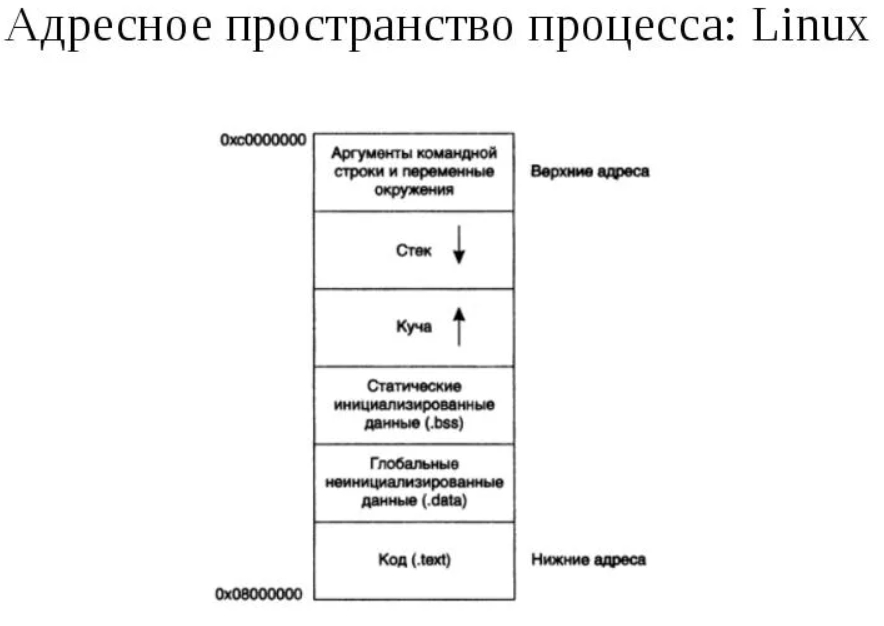 Адресное пространство процесса: Linux
0xc0000000
Аргументы командной
строки и переменные
окружения
Верхние адреса
Стек
Куча
Статические
инициализированные
данные (.bss)
Глобальные
неинициализированные
данные (.data)
Код (.text)
Нижние адреса
0x08000000